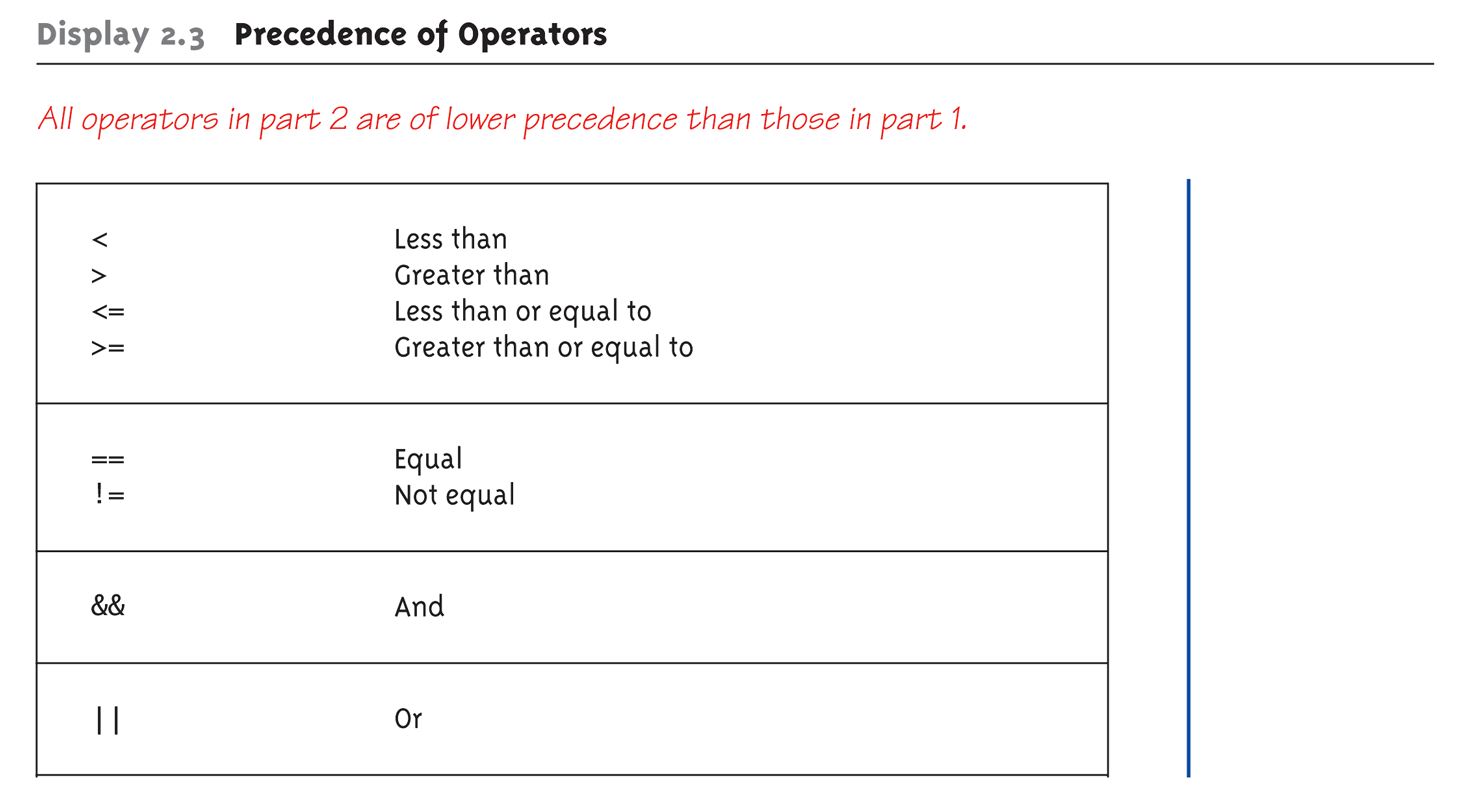 Display 2.3 Precedence of Operators
All operators in part 2 are of lower precedence than those in part 1.
< Less than
> Greater than
<= Less than or equal to
>= Greater than or equal to
== Equal
!= Not equal
&& And
|| Or